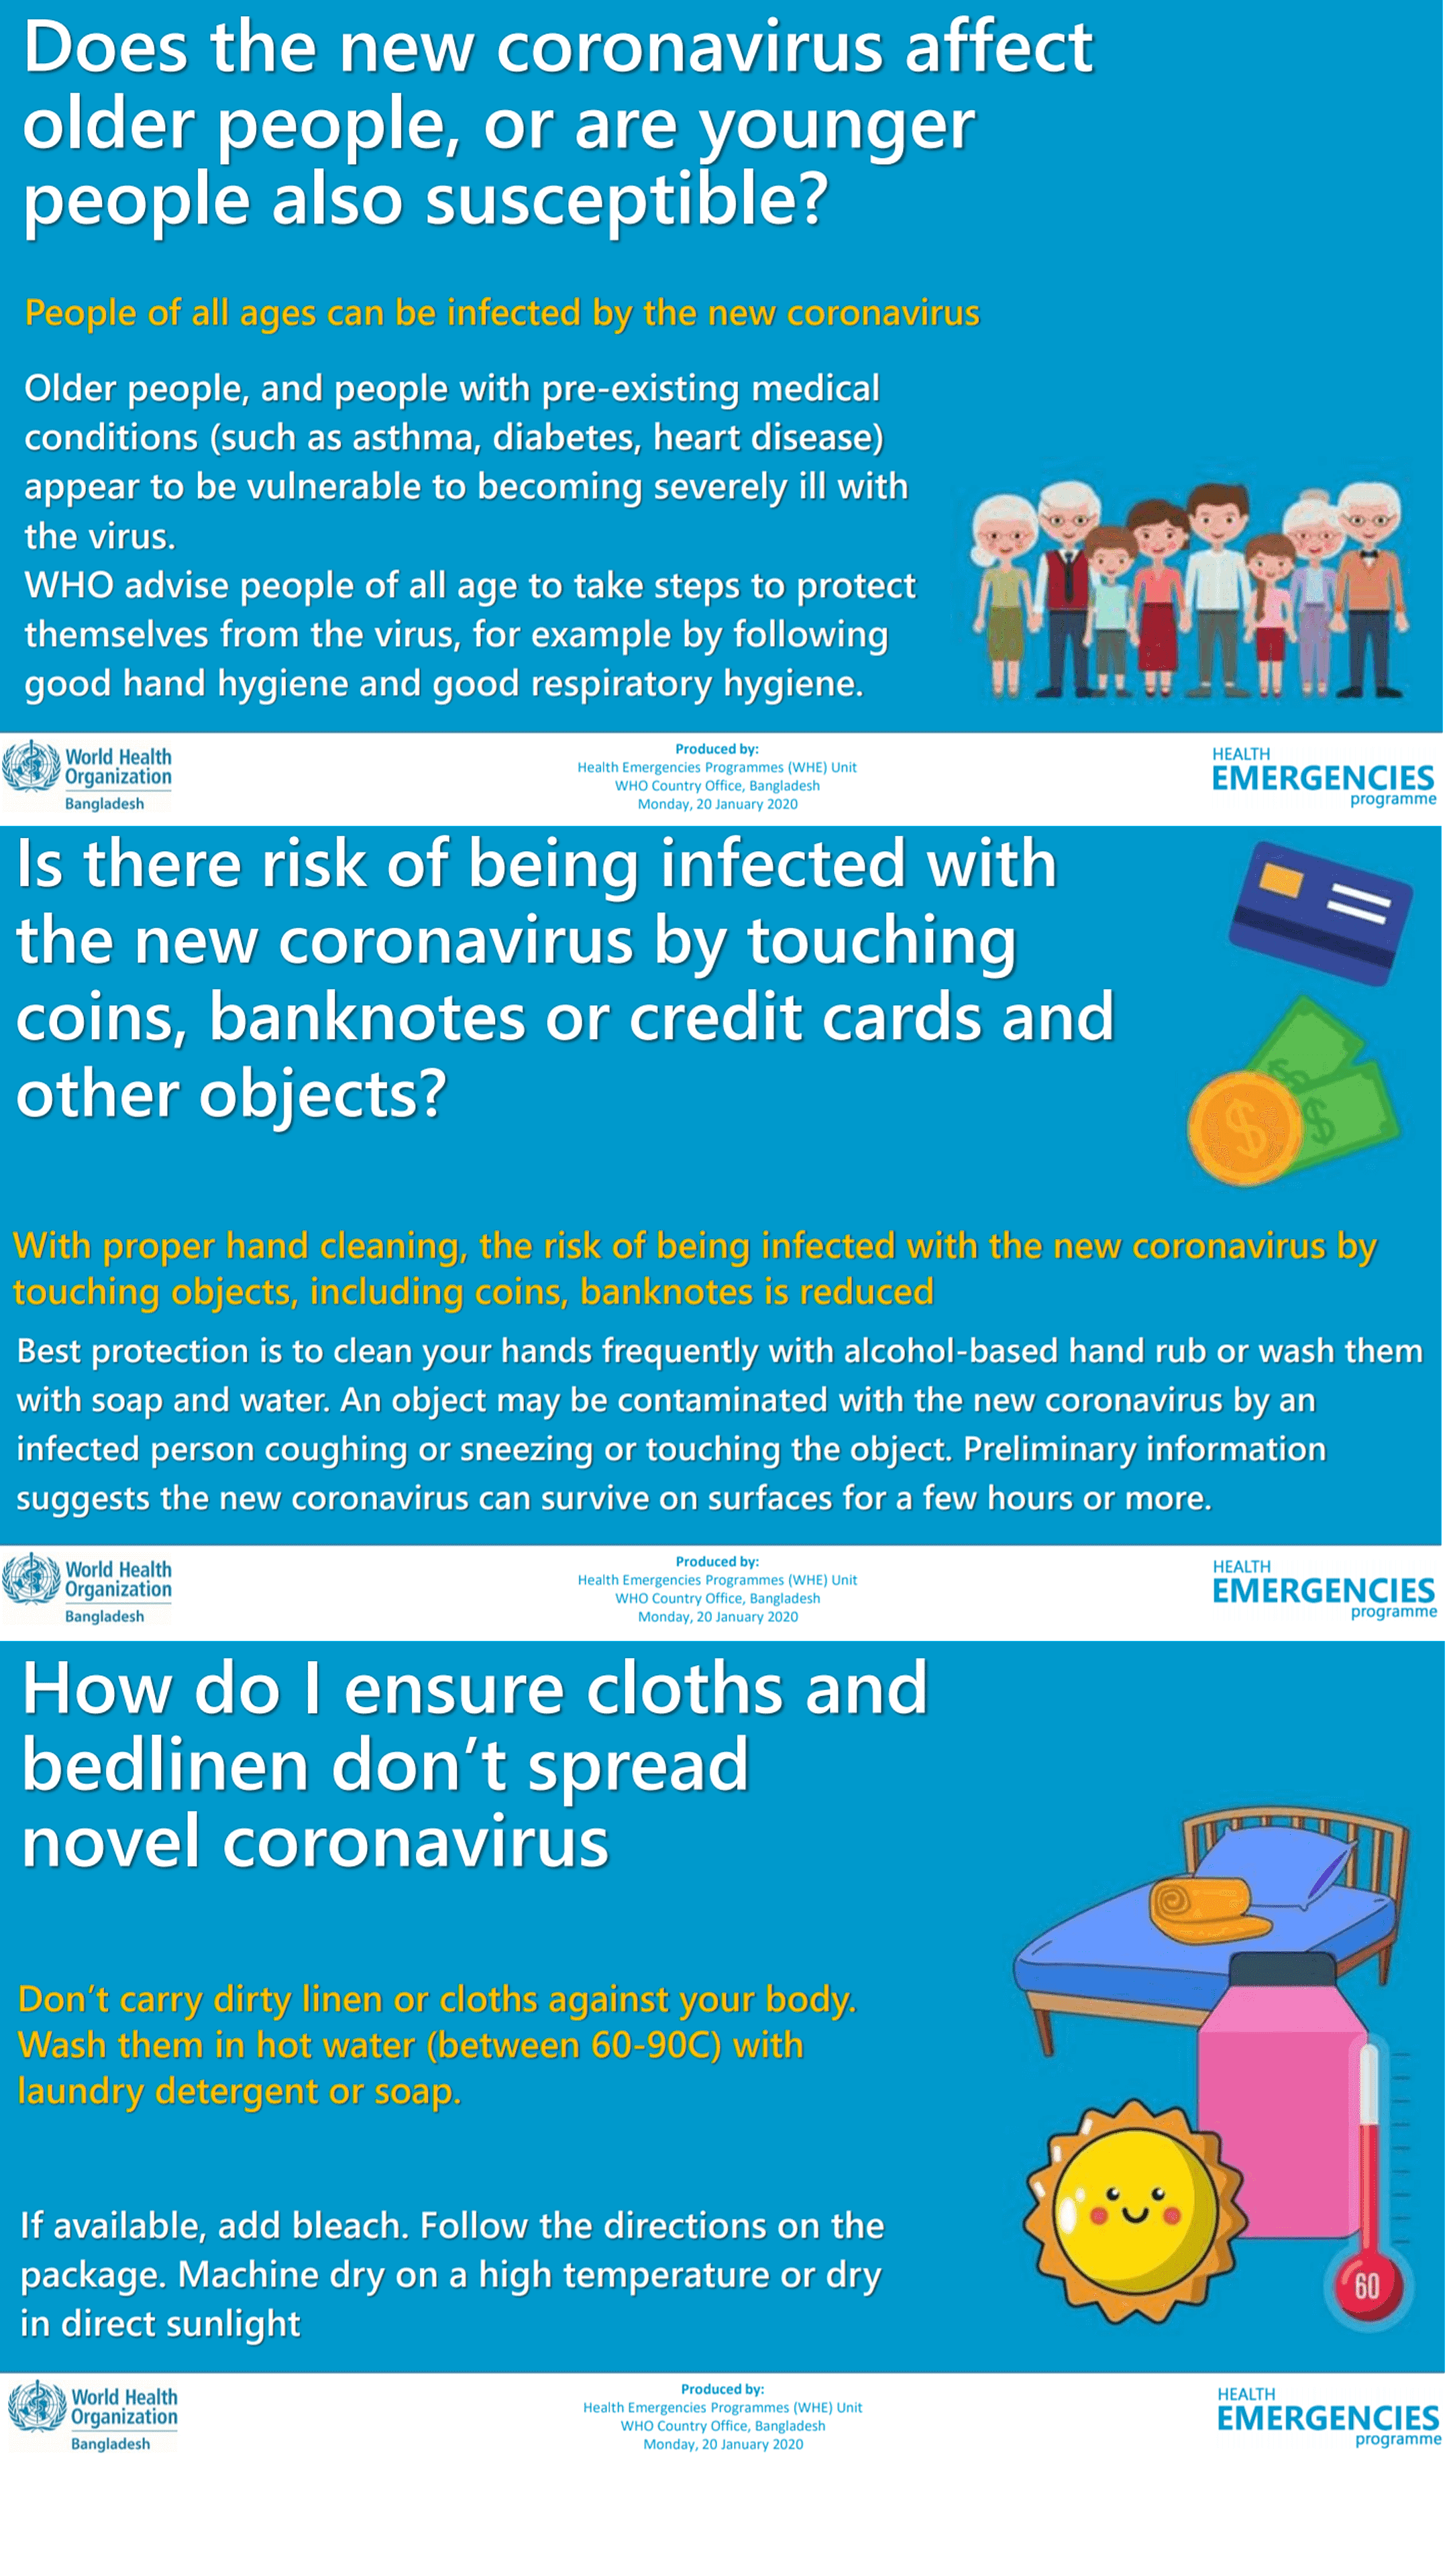 Does the new coronavirus affect
older people, or are younger
people also susceptible?
People of all ages can be infected by the new coronavirus
Older people, and people with pre-existing medical
conditions (such as asthma, diabetes, heart disease)
appear to be vulnerable to becoming severely ill with
the virus.
WHO advise people of all age to take steps to protect
themselves from the virus, for example by following
good hand hygiene and good respiratory hygiene.
World Health
Organization
Bangladesh
Produced by:
Health Emergencies Programmes (WHE) Unit
WHO Country Office, Bangladesh
Monday, 20 January 2020
HEALTH
EMERGENCIES
programme
Is there risk of being infected with
the new coronavirus by touching
coins, banknotes or credit cards and
other objects?
$
$
$
With proper hand cleaning, the risk of being infected with the new coronavirus by
touching objects, including coins, banknotes is reduced
Best protection is to clean your hands frequently with alcohol-based hand rub or wash them
with soap and water. An object may be contaminated with the new coronavirus by an
infected person coughing or sneezing or touching the object. Preliminary information
suggests the new coronavirus can survive on surfaces for a few hours or more.
World Health
Organization
Bangladesh
Produced by:
Health Emergencies Programmes (WHE) Unit
WHO Country Office, Bangladesh
Monday, 20 January 2020
HEALTH
EMERGENCIES
programme
How do I ensure cloths and
bedlinen don't spread
novel coronavirus
Don't carry dirty linen or cloths against your body.
Wash them in hot water (between 60-90C) with
laundry detergent or soap.
If available, add bleach. Follow the directions on the
package. Machine dry on a high temperature or dry
in direct sunlight
60
World Health
Organization
Bangladesh
Produced by:
Health Emergencies Programmes (WHE) Unit
WHO Country Office, Bangladesh
Monday, 20 January 2020
HEALTH
EMERGENCIES
programme